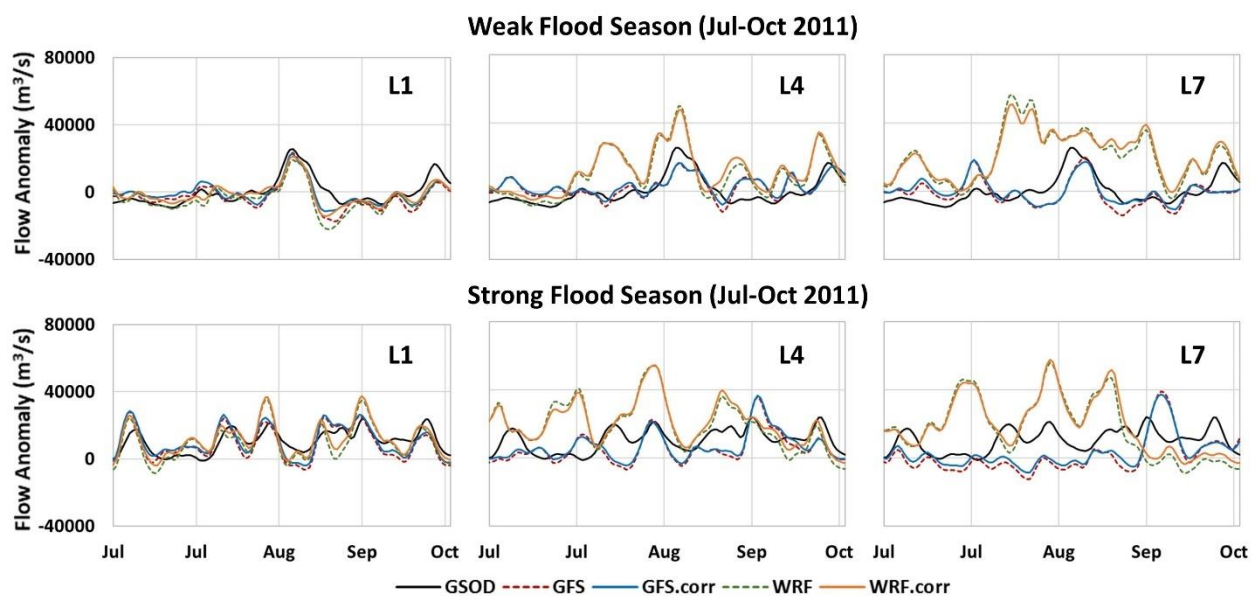 Weak Flood Season (Jul-Oct 2011)
Flow Anomaly (m³/s)
80000
40000
0
-40000
L1
L4
L7
Strong Flood Season (Jul-Oct 2011)
Flow Anomaly (m³/s)
80000
40000
0
-40000
L1
L4
L7
Jul Jul Aug Sep Oct
Jul Jul Aug Sep Oct
Jul Jul Aug Sep Oct
GSOD GFS GFS.corr WRF WRF.corr